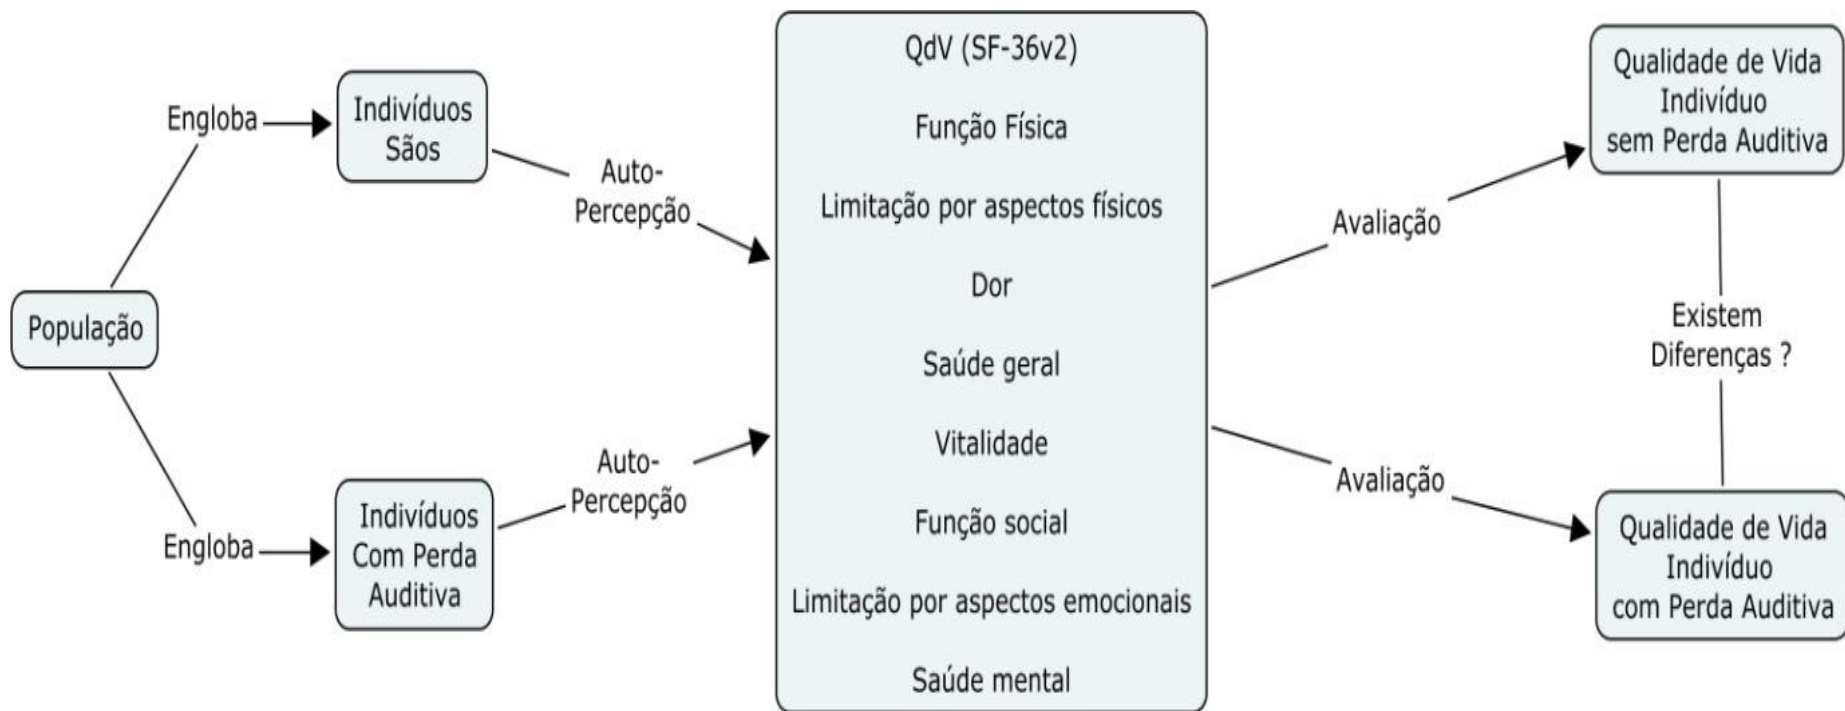 População
Engloba
Indivíduos
Sãos
Auto-
Percepção
Engloba
Indivíduos
Com Perda
Auditiva
Auto-
Percepção
QdV (SF-36v2)
Função Física
Limitação por aspectos físicos
Dor
Saúde geral
Vitalidade
Função social
Limitação por aspectos emocionais
Saúde mental
Avaliação
Qualidade de Vida
Indivíduo
sem Perda Auditiva
Existem
Diferenças ?
Avaliação
Qualidade de Vida
Indivíduo
com Perda Auditiva